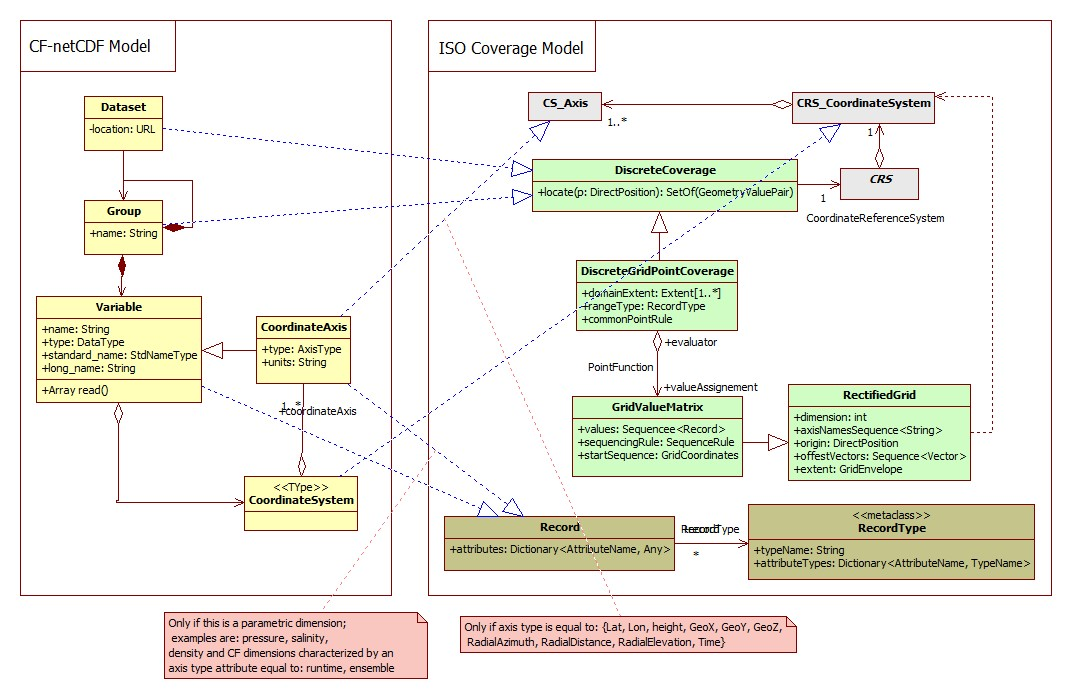 CF-netCDF Model
Dataset
-location: URL
Group
+name: String
Variable
+name: String
+type: DataType
+standard_name: StdNameType
+long_name: String
+Array read()
CoordinateAxis
+type: AxisType
+units: String
1..*
+coordinateAxis
<<TYpe>>
CoordinateSystem
ISO Coverage Model
CS_Axis
1..*
CRS_CoordinateSystem
1
CRS
1
CoordinateReferenceSystem
DiscreteCoverage
+locate(p: DirectPosition): SetOf(GeometryValuePair)
DiscreteGridPointCoverage
+domainExtent: Extent[1..*]
+rangeType: RecordType
+commonPointRule
+evaluator
PointFunction
+valueAssignement
GridValueMatrix
+values: Sequencee<Record>
+sequencingRule: SequenceRule
+startSequence: GridCoordinates
RectifiedGrid
+dimension: int
+axisNamesSequence<String>
+origin: DirectPosition
+offestVectors: Sequence<Vector>
+extent: GridEnvelope
Record
+attributes: Dictionary<AttributeName, Any>
RecordType
*
<<metaclass>>
RecordType
+typeName: String
+attributeTypes: Dictionary<AttributeName, TypeName>
Only if this is a parametric dimension;
examples are: pressure, salinity,
density and CF dimensions characterized by an
axis type attribute equal to: runtime, ensemble
Only if axis type is equal to: {Lat, Lon, height, GeoX, GeoY, GeoZ,
RadialAzimuth, RadialDistance, RadialElevation, Time}